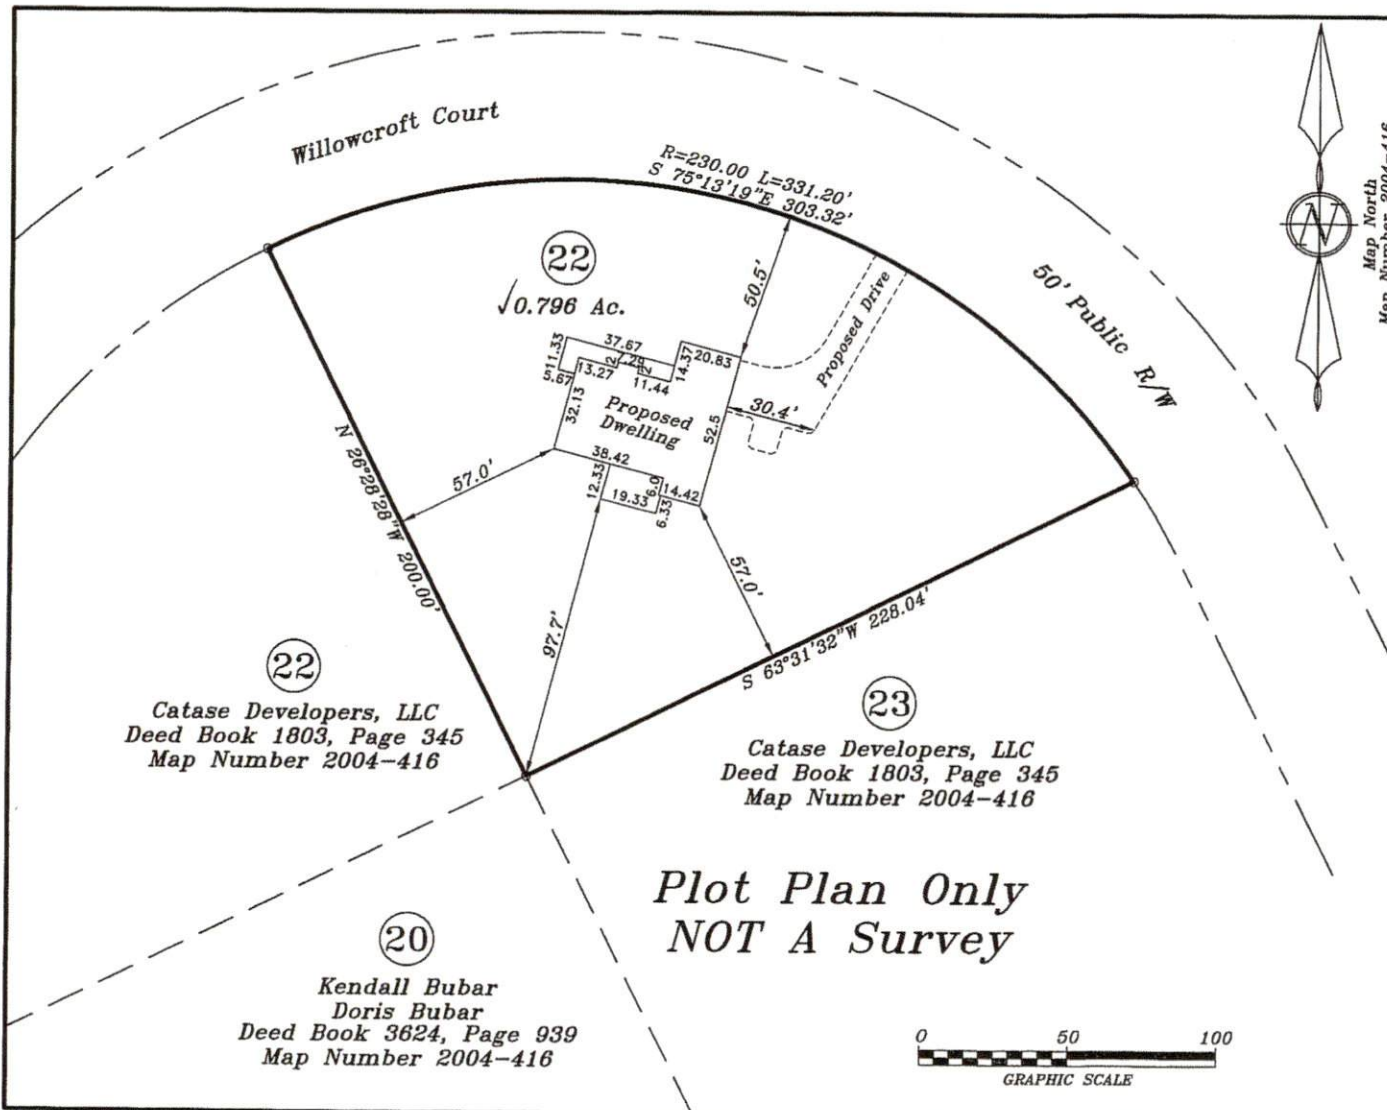 Willowcroft Court
R=230.00 L=331.20'
S 75°13'19"E 303.32'
50' Public R/W
Map North
Map Number 2004-416
N
22
√0.796 Ac.
50.5'
Proposed Drive
37.67
11.33
5.67
13.27
2
7.29
2
11.44
14.37
20.83
32.13
Proposed
Dwelling
52.5
30.4'
38.42
12.33
19.33
6.0
6.33
14.42
57.0'
57.0'
97.7'
N 26°28'28"W 200.00'
S 63°31'32"W 228.04'
22
Catase Developers, LLC
Deed Book 1803, Page 345
Map Number 2004-416
23
Catase Developers, LLC
Deed Book 1803, Page 345
Map Number 2004-416
Plot Plan Only
NOT A Survey
20
Kendall Bubar
Doris Bubar
Deed Book 3624, Page 939
Map Number 2004-416
0 50 100
GRAPHIC SCALE